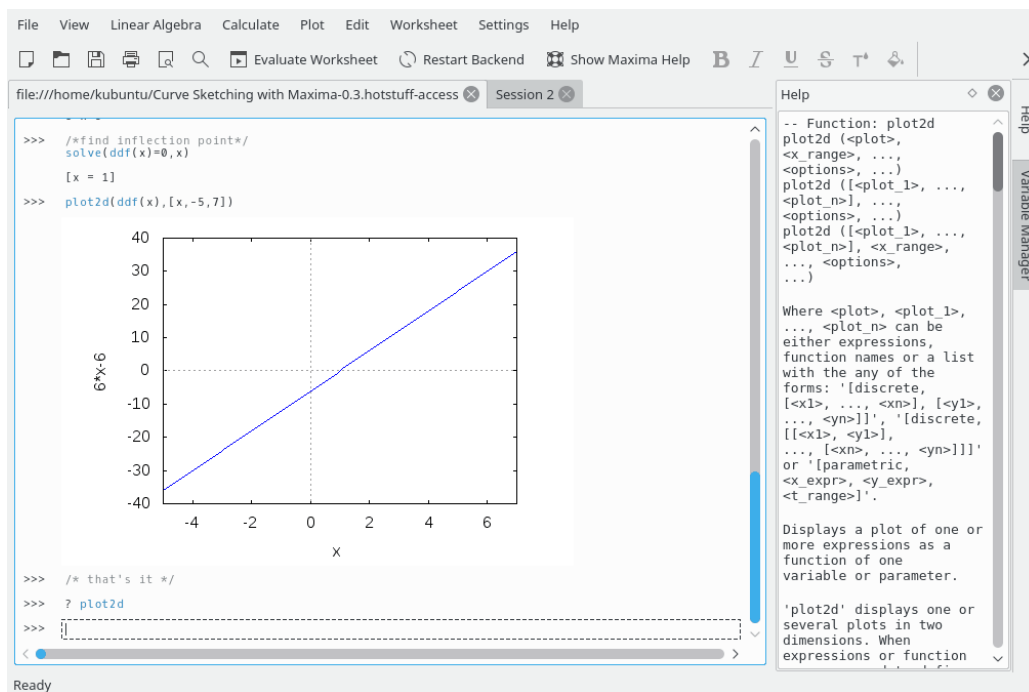 File View Linear Algebra Calculate Plot Edit Worksheet Settings Help
Evaluate Worksheet Restart Backend Show Maxima Help B I U S T
file:///home/kubuntu/Curve Sketching with Maxima-0.3.hotstuff-access Session 2
>>> /*find inflection point*/
solve(ddf(x)=0,x)
[x = 1]
>>> plot2d(ddf(x),[x,-5,7])
40
30
20
10
0
-10
-20
-30
-40
6*x-6
-4 -2 0 2 4 6
x
>>> /* that's it */
>>> ? plot2d
>>>
Help
-- Function: plot2d
plot2d (<plot>,
<x_range>, ...,
<options>, ...)
plot2d ([<plot_1>, ...,
<plot_n>], ...,
<options>, ...)
plot2d ([<plot_1>, ...,
<plot_n>], <x_range>,
..., <options>,
...)
Where <plot>, <plot_1>,
..., <plot_n> can be
either expressions,
function names or a list
with the any of the
forms: '[discrete,
[<x1>, ..., <xn>], [<y1>,
..., <yn>]]', '[discrete,
[[<x1>, <y1>],
..., [<xn>, ..., <yn>]]]'
or '[parametric,
<x_expr>, <y_expr>,
<t_range>]'.
Displays a plot of one or
more expressions as a
function of one
variable or parameter.
'plot2d' displays one or
several plots in two
dimensions. When
expressions or function
Help
Variable Manager
Ready